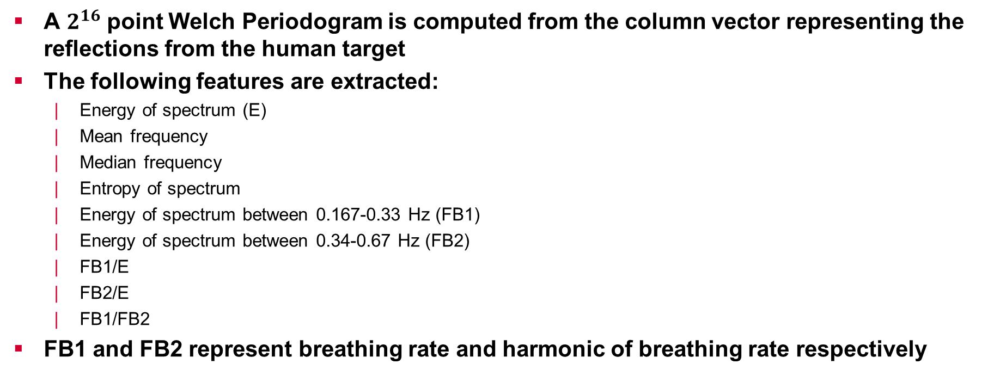 ▪ A 2¹⁶ point Welch Periodogram is computed from the column vector representing the
reflections from the human target
▪ The following features are extracted:
| Energy of spectrum (E)
| Mean frequency
| Median frequency
| Entropy of spectrum
| Energy of spectrum between 0.167-0.33 Hz (FB1)
| Energy of spectrum between 0.34-0.67 Hz (FB2)
| FB1/E
| FB2/E
| FB1/FB2
▪ FB1 and FB2 represent breathing rate and harmonic of breathing rate respectively